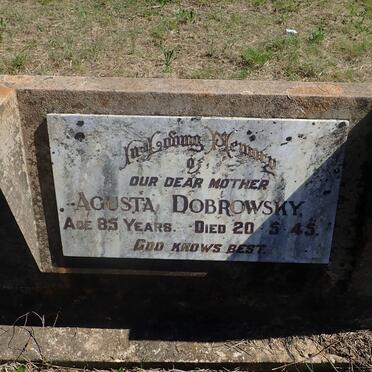 In Loving Memory
of
OUR DEAR MOTHER
AGUSTA DOBROWSKY
AGE 85 YEARS. DIED 20 5 45.
GOD KNOWS BEST.